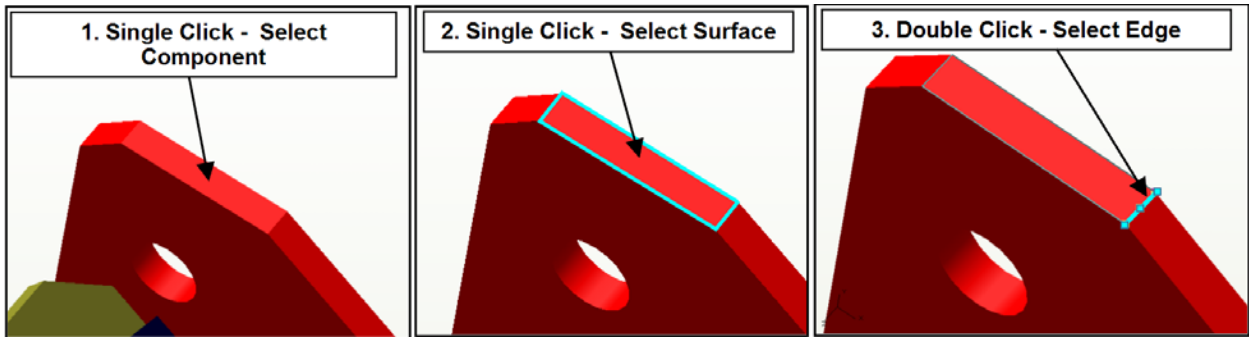 1. Single Click - Select
Component
2. Single Click - Select Surface
3. Double Click - Select Edge